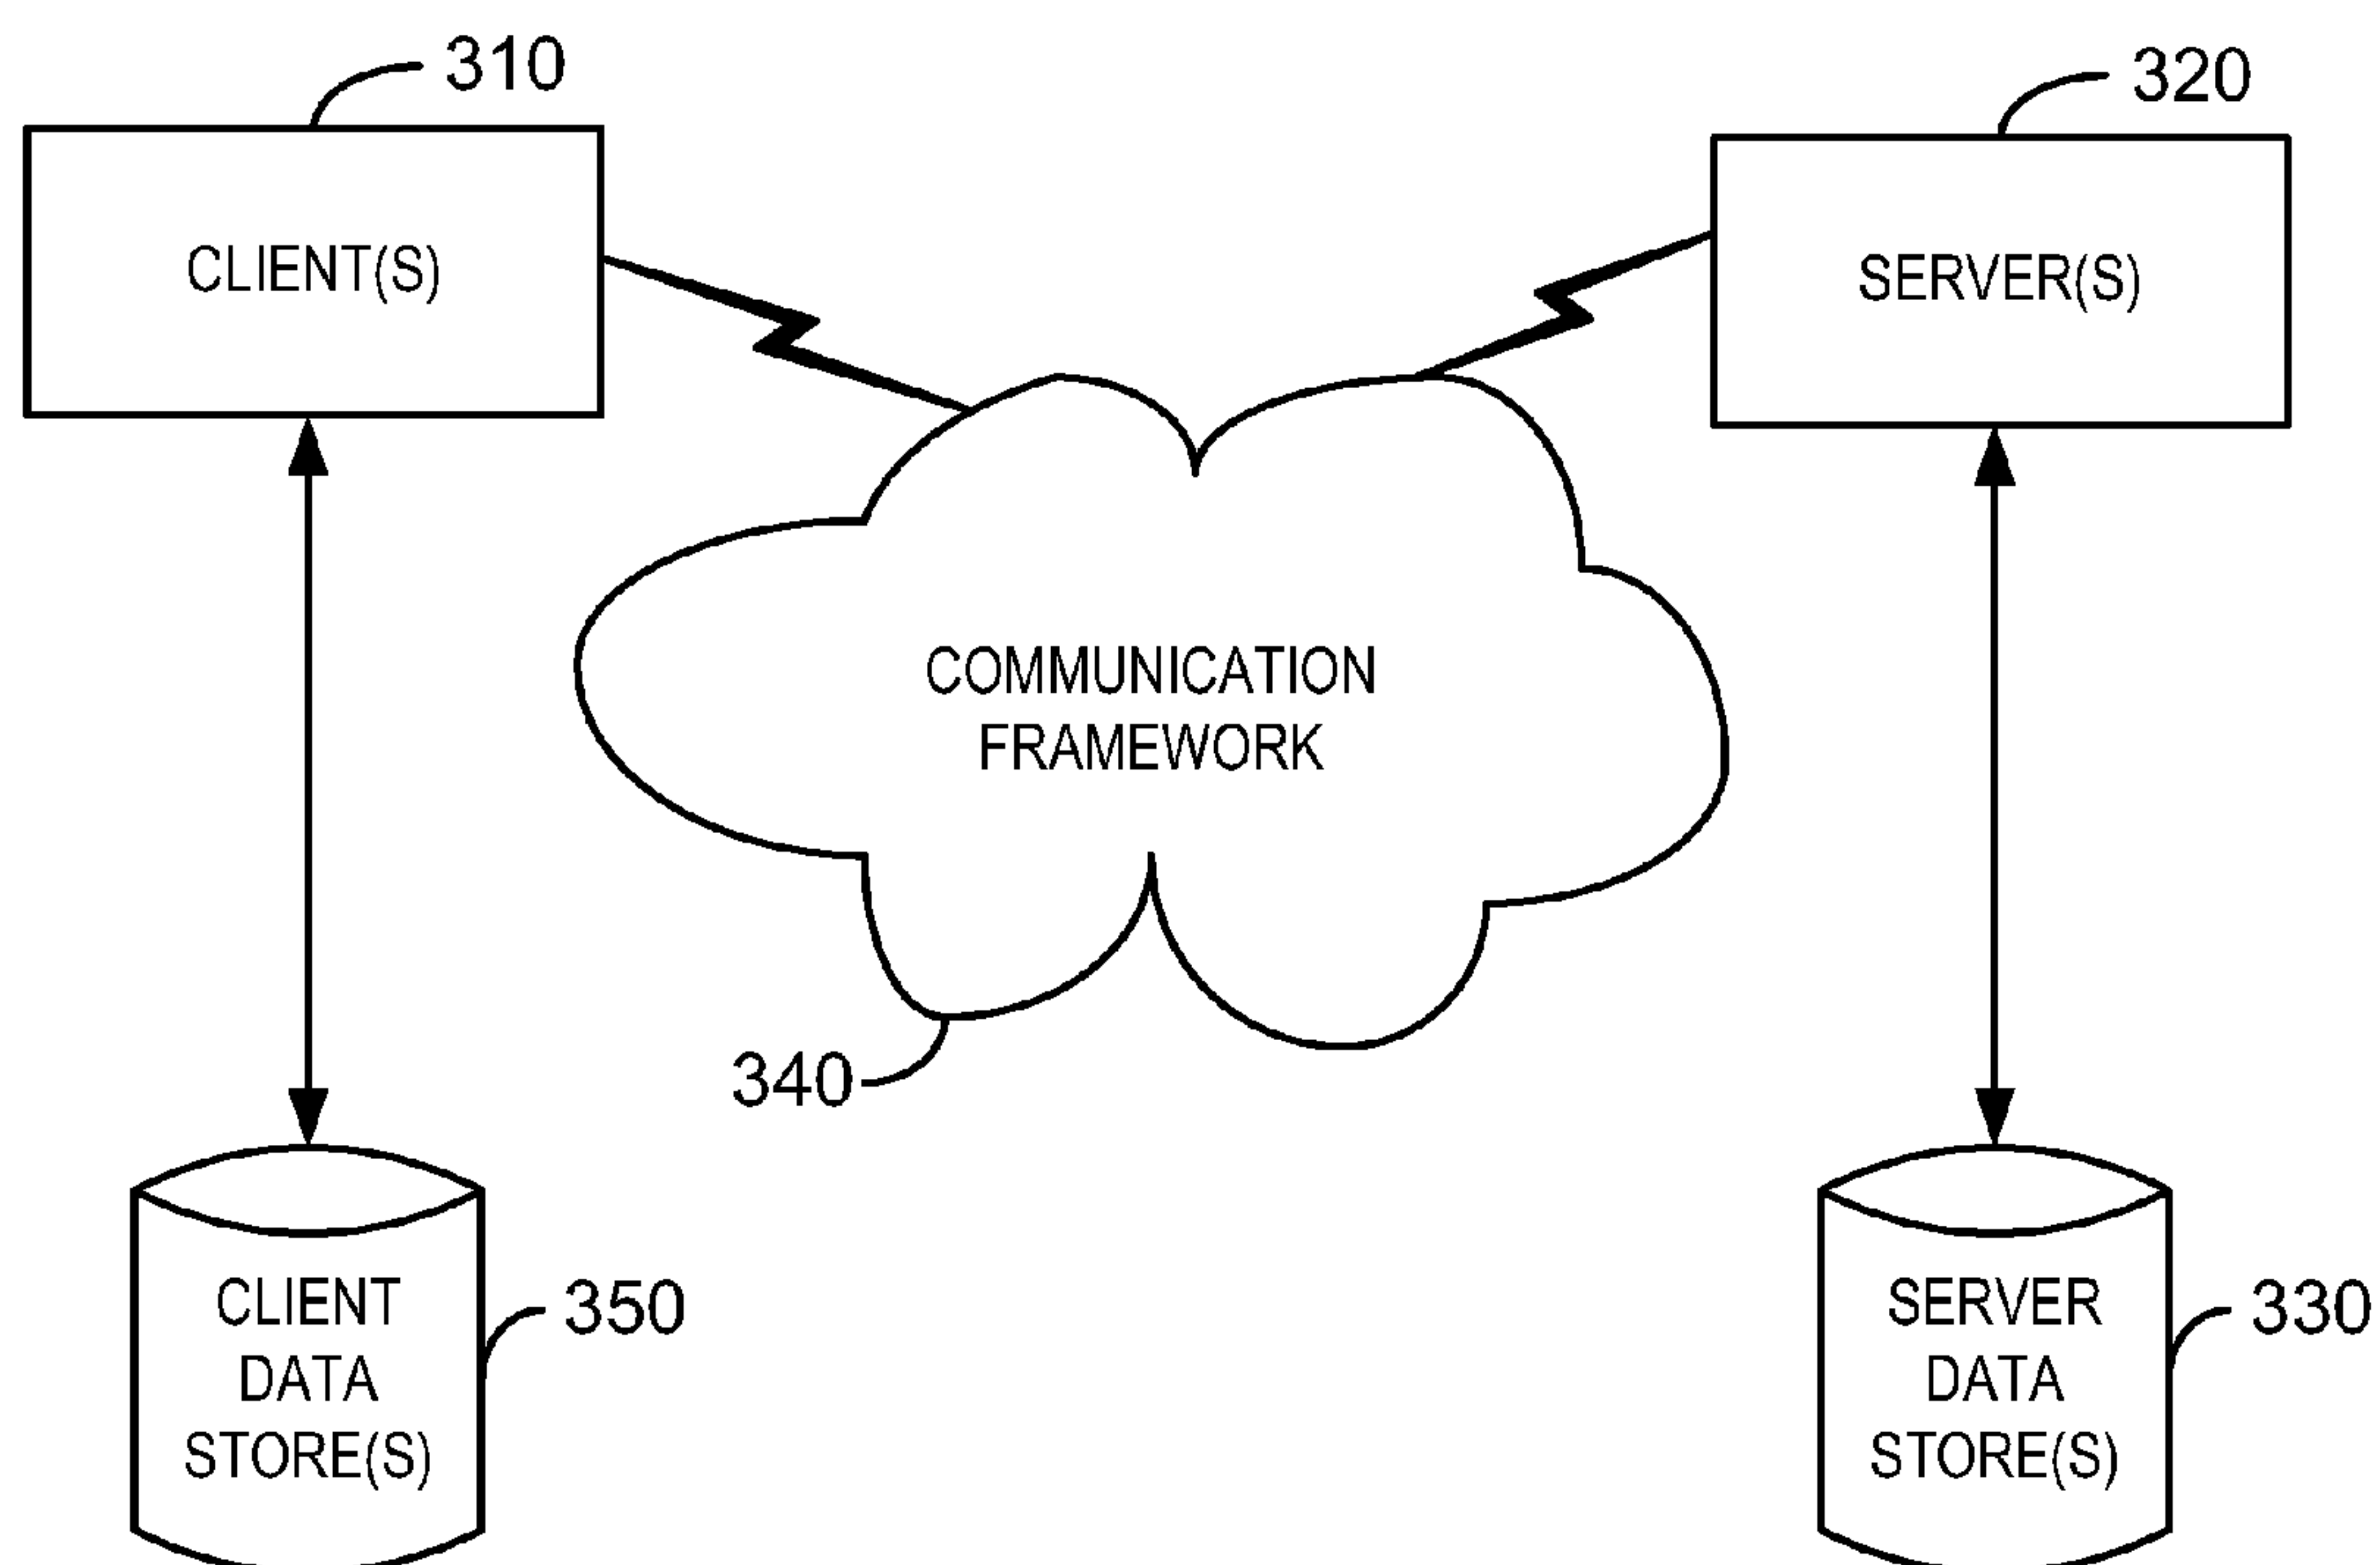 310
320
CLIENT(S)
SERVER(S)
COMMUNICATION
FRAMEWORK
340
CLIENT
DATA
STORE(S)
350
SERVER
DATA
STORE(S)
330